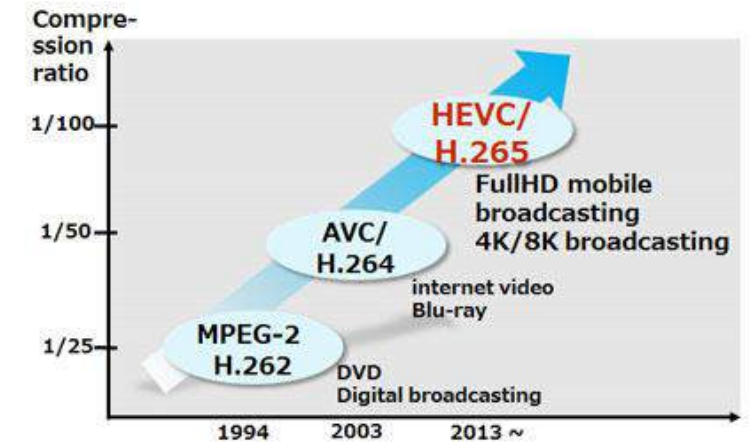 Compre-
ssion
ratio
1/100
HEVC/
H.265
FullHD mobile
broadcasting
4K/8K broadcasting
1/50
AVC/
H.264
internet video
Blu-ray
1/25
MPEG-2
H.262
DVD
Digital broadcasting
1994
2003
2013 ~